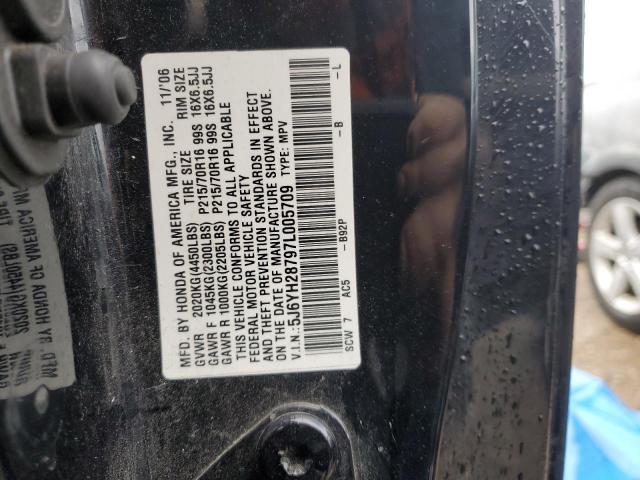 MFD. BY HONDA OF AMERICA MFG., INC. 11/'06
TIRE SIZE RIM SIZE
GVWR 2020KG(4450LBS)
GAWR F 1045KG(2300LBS) P215/70R16 99S 16X6.5JJ
GAWR R 1000KG(2205LBS) P215/70R16 99S 16X6.5JJ
THIS VEHICLE CONFORMS TO ALL APPLICABLE
FEDERAL MOTOR VEHICLE SAFETY
AND THEFT PREVENTION STANDARDS IN EFFECT
ON THE DATE OF MANUFACTURE SHOWN ABOVE.
V.I.N.:5J6YH28797L005709 TYPE: MPV
SCW 7 AC5 -B92P -B -L